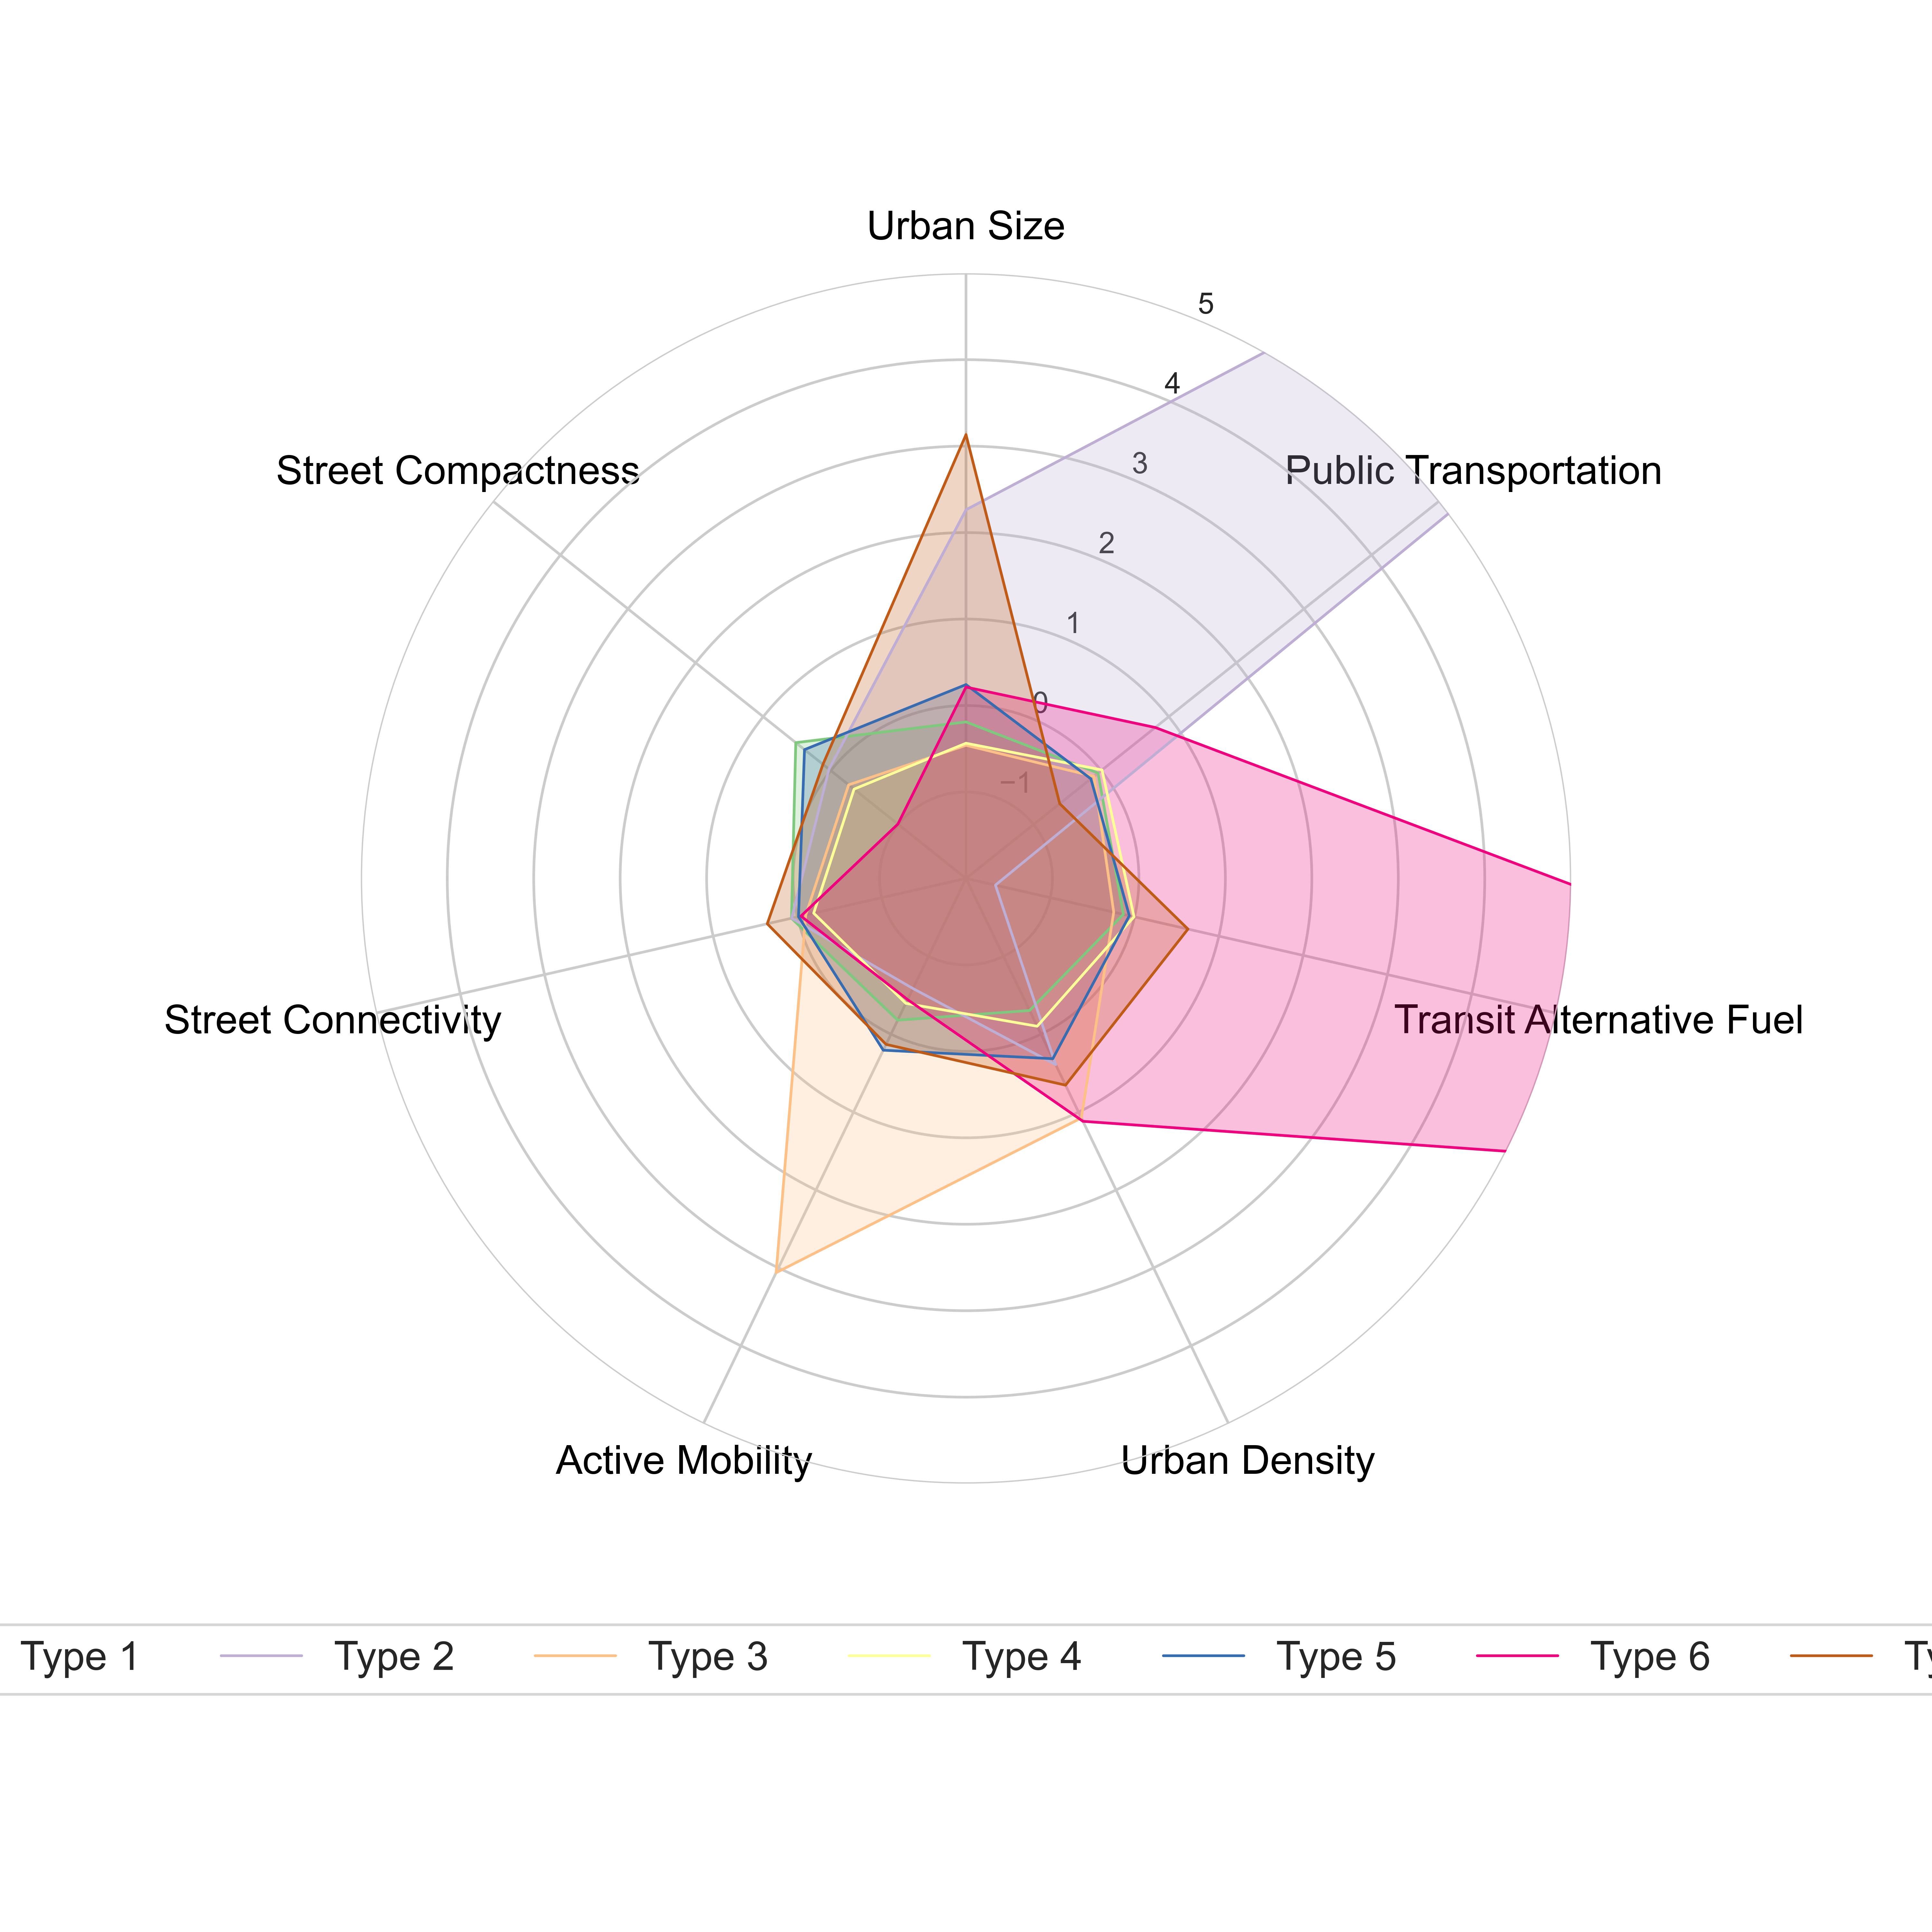 Urban Size
5
4
Street Compactness
3
Public Transportation
2
1
0
−1
Street Connectivity
Transit Alternative Fuel
Active Mobility
Urban Density
Type 1
Type 2
Type 3
Type 4
Type 5
Type 6